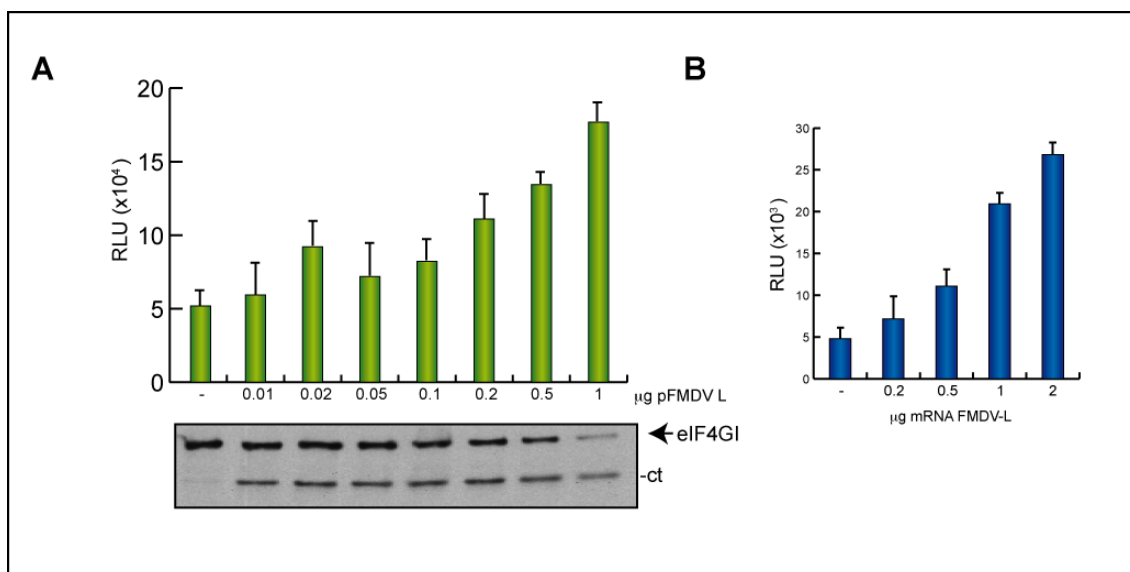 A
B
RLU (x10⁴)
20
15
10
5
0
- 0.01 0.02 0.05 0.1 0.2 0.5 1 μg pFMDV L
eIF4GI
-ct
RLU (x10³)
30
25
20
15
10
5
0
- 0.2 0.5 1 2
μg mRNA FMDV-L